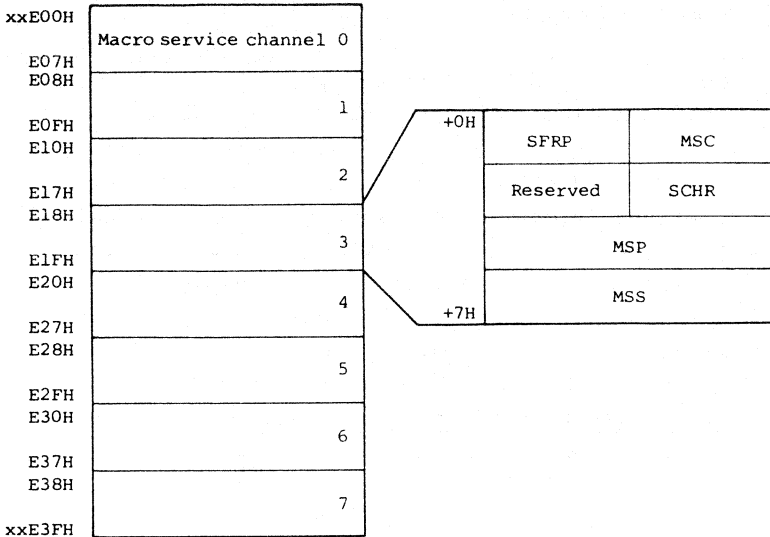 xxE00H
Macro service channel 0
E07H
E08H
1
E0FH
E10H
2
E17H
E18H
3
E1FH
E20H
4
E27H
E28H
5
E2FH
E30H
6
E37H
E38H
7
xxE3FH
+0H
SFRP MSC
Reserved SCHR
MSP
MSS
+7H